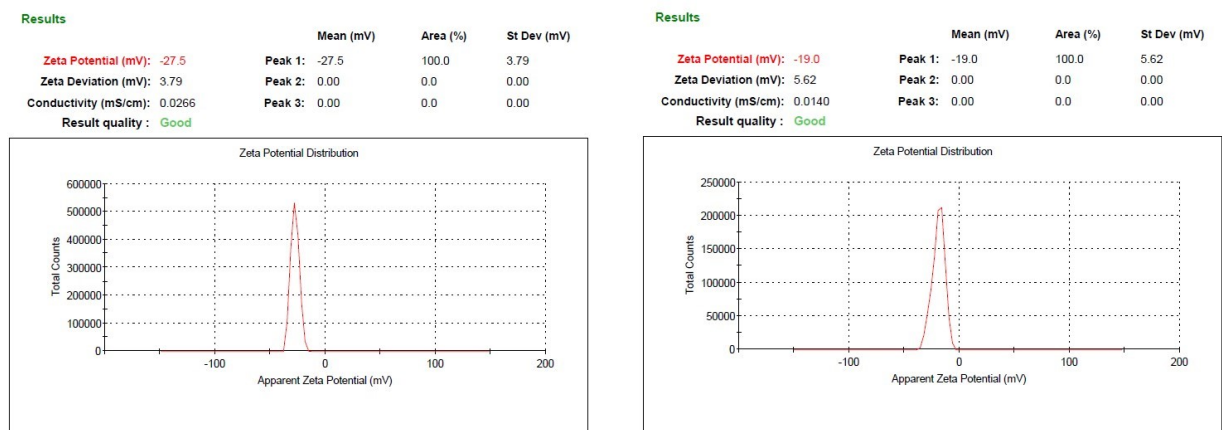 Results
Mean (mV) Area (%) St Dev (mV)
Zeta Potential (mV): -27.5 Peak 1: -27.5 100.0 3.79
Zeta Deviation (mV): 3.79 Peak 2: 0.00 0.0 0.00
Conductivity (mS/cm): 0.0266 Peak 3: 0.00 0.0 0.00
Result quality : Good
Zeta Potential Distribution
600000
500000
400000
300000
200000
100000
0
Total Counts
-100 0 100 200
Apparent Zeta Potential (mV)
Results
Mean (mV) Area (%) St Dev (mV)
Zeta Potential (mV): -19.0 Peak 1: -19.0 100.0 5.62
Zeta Deviation (mV): 5.62 Peak 2: 0.00 0.0 0.00
Conductivity (mS/cm): 0.0140 Peak 3: 0.00 0.0 0.00
Result quality : Good
Zeta Potential Distribution
250000
200000
150000
100000
50000
0
Total Counts
-100 0 100 200
Apparent Zeta Potential (mV)